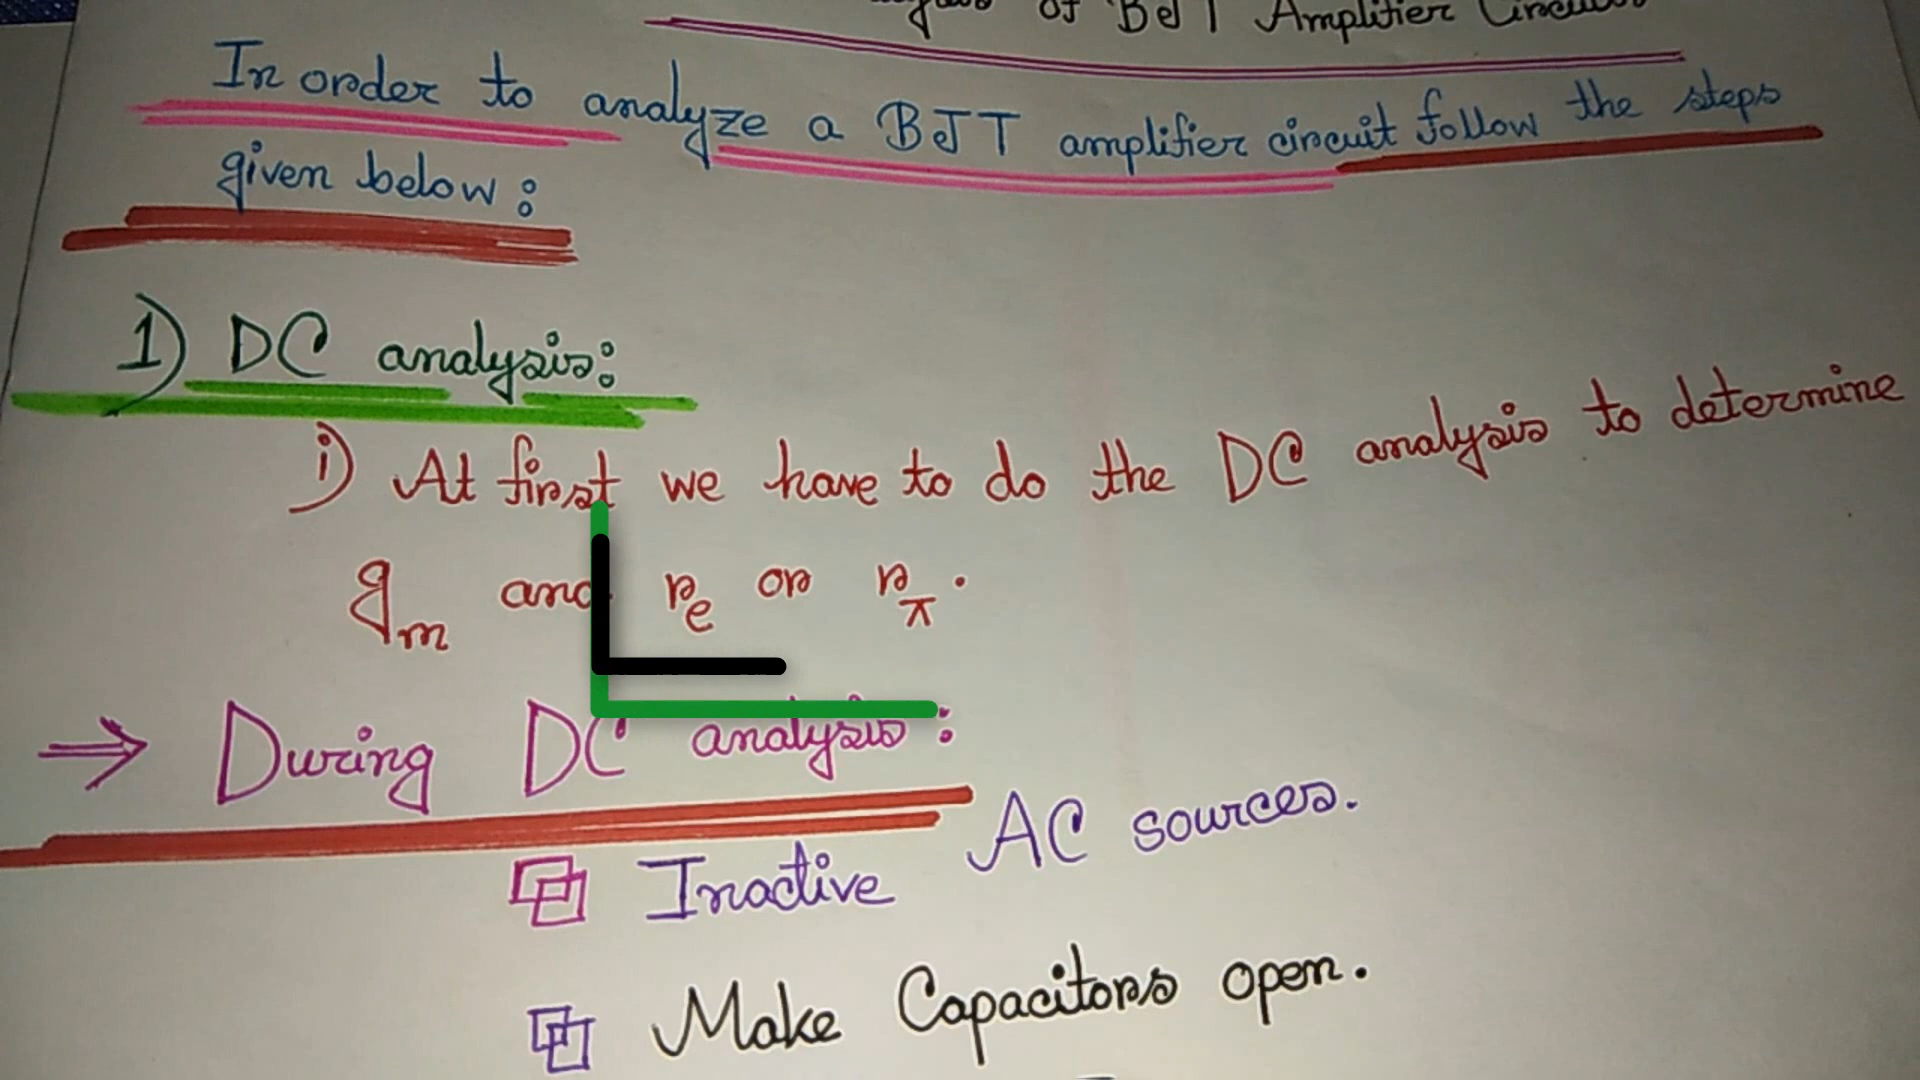 of BJT Amplifier Circuits
In order to analyze a BJT amplifier circuit follow the steps
given below:
1) DC analysis:
i) At first we have to do the DC analysis to determine
gm and re or rπ.
⇒ During DC analysis:
Inactive AC sources.
Make Capacitors open.